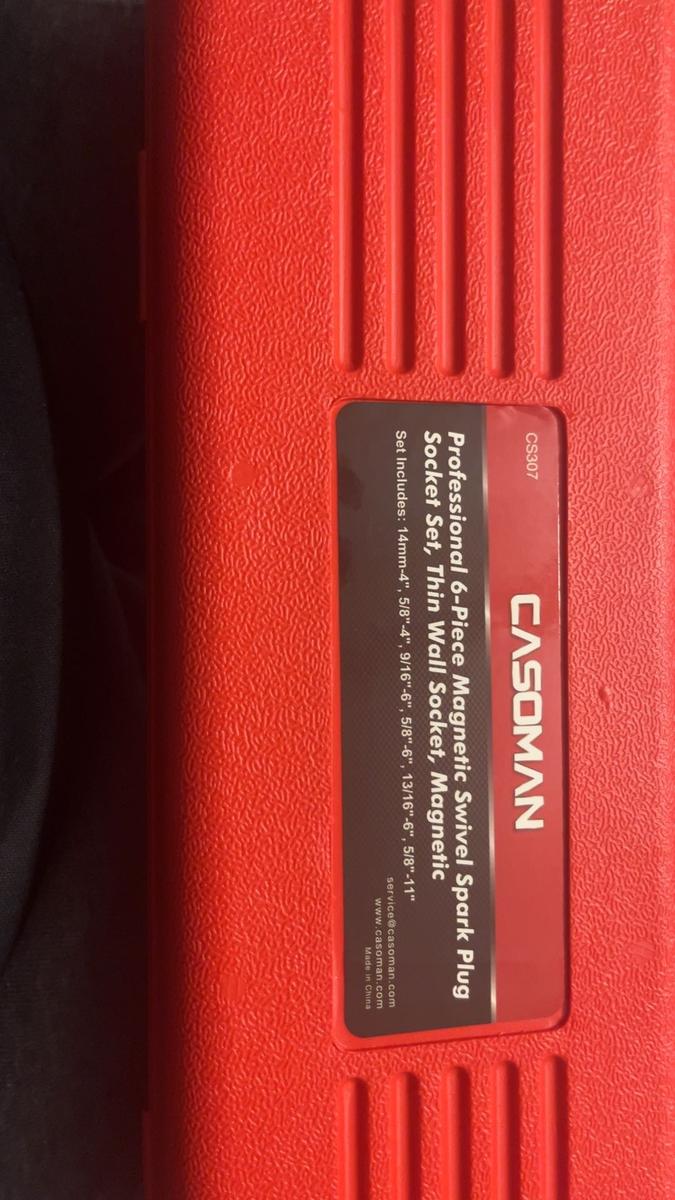 CS307
CASOMAN
Professional 6-Piece Magnetic Swivel Spark Plug
Socket Set, Thin Wall Socket, Magnetic
Set Includes: 14mm-4", 5/8"-4", 9/16"-6", 5/8"-6", 13/16"-6", 5/8"-11"
service@casoman.com
www.casoman.com
Made in China